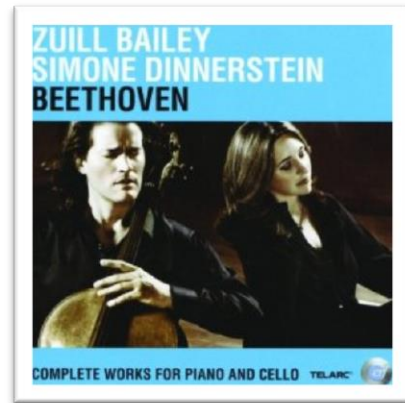 ZUILL BAILEY
SIMONE DINNERSTEIN
BEETHOVEN
COMPLETE WORKS FOR PIANO AND CELLO TELARC